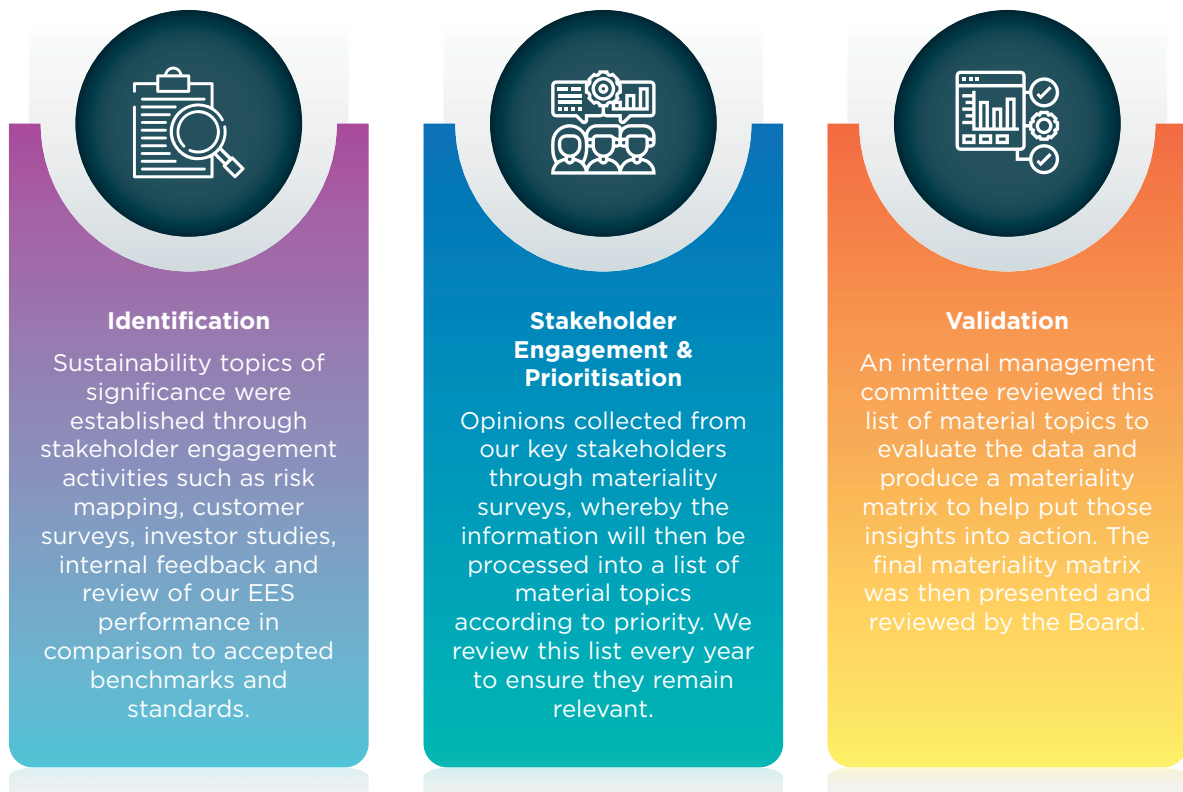 Identification
Sustainability topics of
significance were
established through
stakeholder engagement
activities such as risk
mapping, customer
surveys, investor studies,
internal feedback and
review of our EES
performance in
comparison to accepted
benchmarks and
standards.
Stakeholder
Engagement &
Prioritisation
Opinions collected from
our key stakeholders
through materiality
surveys, whereby the
information will then be
processed into a list of
material topics
according to priority. We
review this list every year
to ensure they remain
relevant.
Validation
An internal management
committee reviewed this
list of material topics to
evaluate the data and
produce a materiality
matrix to help put those
insights into action. The
final materiality matrix
was then presented and
reviewed by the Board.